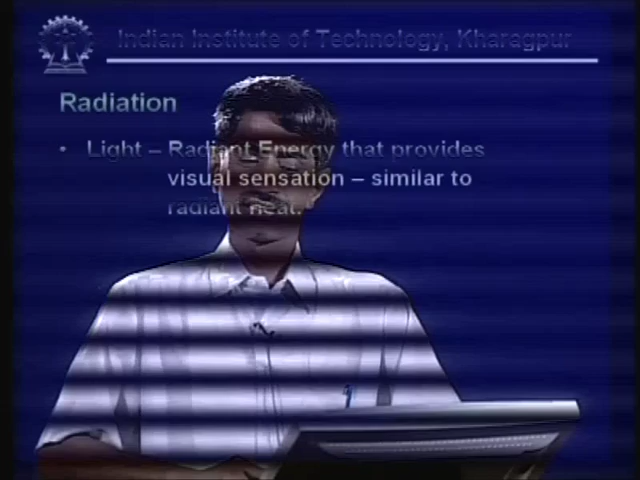 Indian Institute of Technology, Kharagpur
Radiation
• Light – Radiant Energy that provides
visual sensation – similar to
radiant heat.